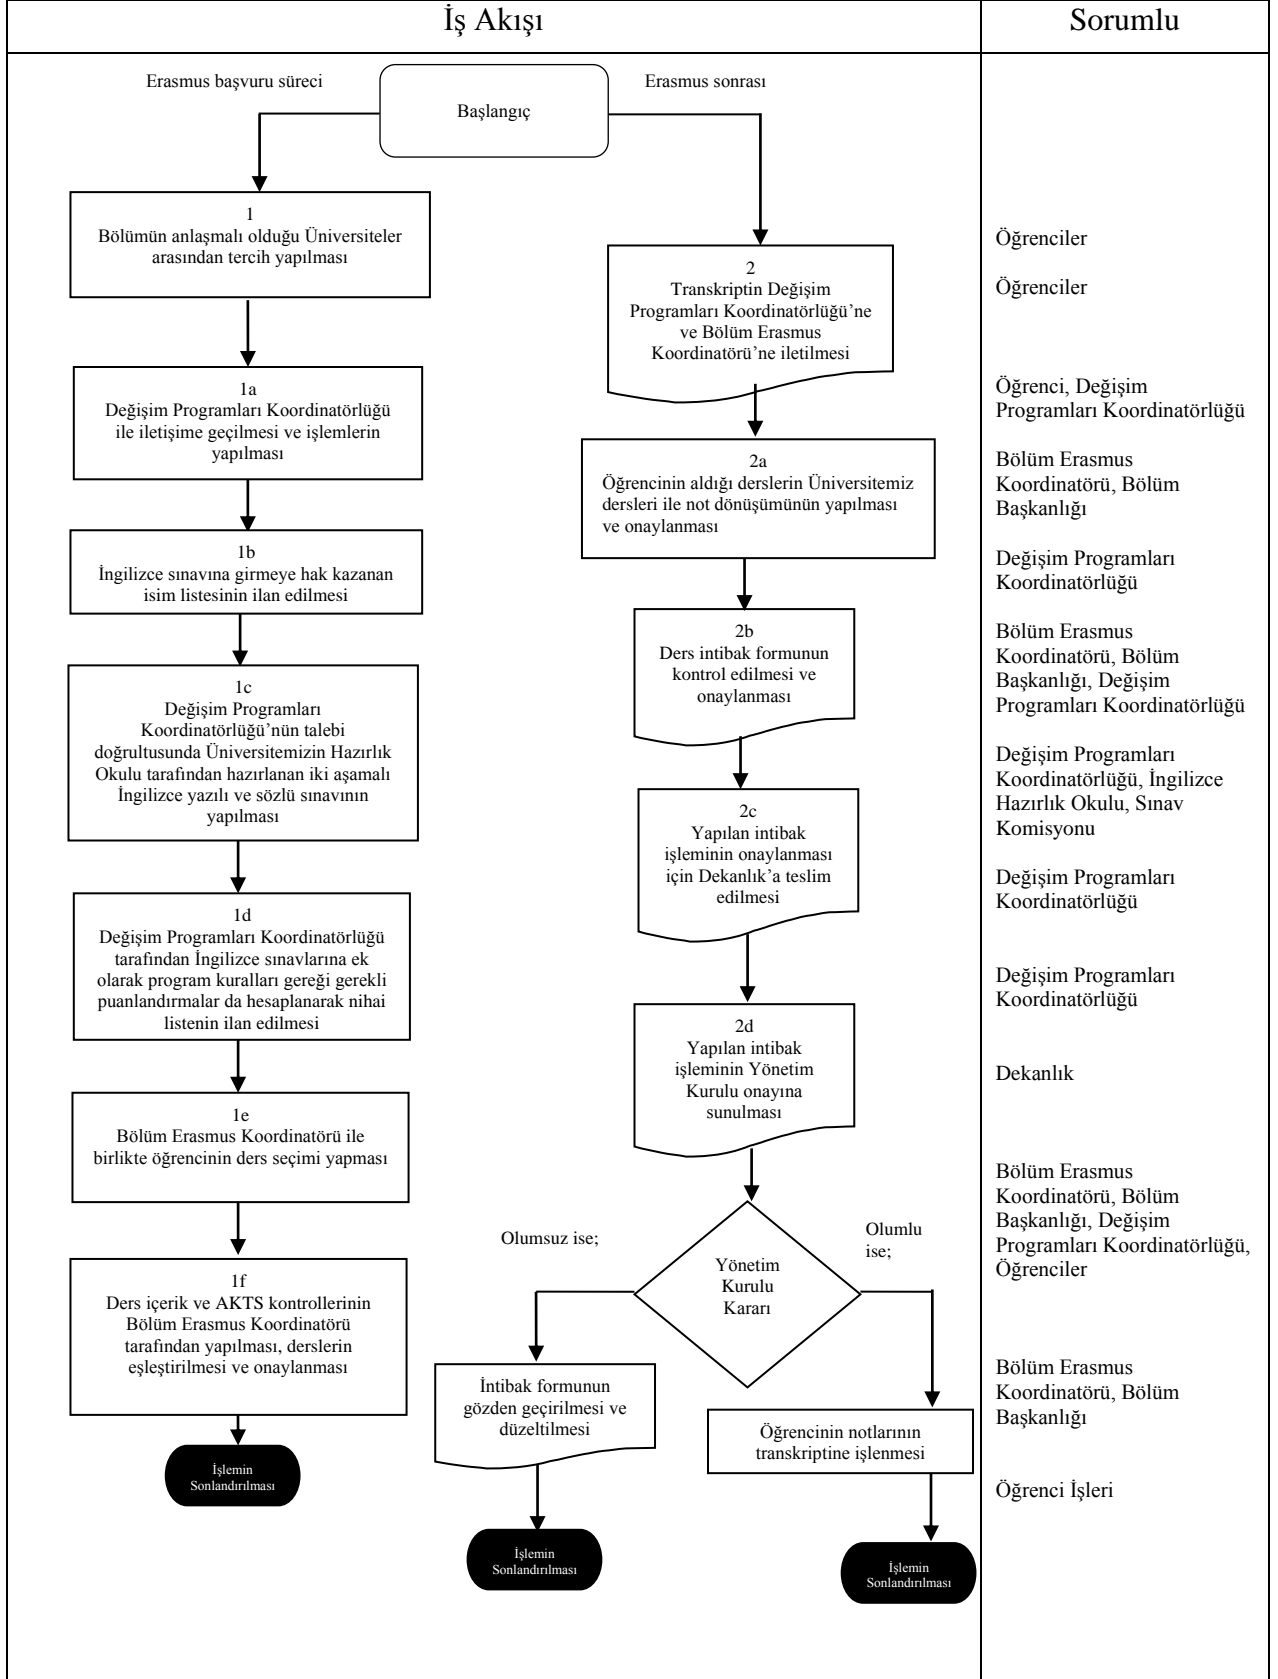 İş Akışı
Sorumlu
Erasmus başvuru süreci
Başlangıç
Erasmus sonrası
1
Bölümün anlaşmalı olduğu Üniversiteler
arasından tercih yapılması
1a
Değişim Programları Koordinatörlüğü
ile iletişime geçilmesi ve işlemlerin
yapılması
1b
İngilizce sınavına girmeye hak kazanan
isim listesinin ilan edilmesi
1c
Değişim Programları
Koordinatörlüğü’nün talebi
doğrultusunda Üniversitemizin Hazırlık
Okulu tarafından hazırlanan iki aşamalı
İngilizce yazılı ve sözlü sınavının
yapılması
1d
Değişim Programları Koordinatörlüğü
tarafından İngilizce sınavlarına ek
olarak program kuralları gereği gerekli
puanlandırmalar da hesaplanarak nihai
listenin ilan edilmesi
1e
Bölüm Erasmus Koordinatörü ile
birlikte öğrencinin ders seçimi yapması
1f
Ders içerik ve AKTS kontrollerinin
Bölüm Erasmus Koordinatörü
tarafından yapılması, derslerin
eşleştirilmesi ve onaylanması
İşlemin
Sonlandırılması
2
Transkriptin Değişim
Programları Koordinatörlüğü’ne
ve Bölüm Erasmus
Koordinatörü’ne iletilmesi
2a
Öğrencinin aldığı derslerin Üniversitemiz
dersleri ile not dönüşümünün yapılması
ve onaylanması
2b
Ders intibak formunun
kontrol edilmesi ve
onaylanması
2c
Yapılan intibak
işleminin onaylanması
için Dekanlık’a teslim
edilmesi
2d
Yapılan intibak
işleminin Yönetim
Kurulu onayına
sunulması
Olumsuz ise;
Olumlu
ise;
Yönetim
Kurulu
Kararı
İntibak formunun
gözden geçirilmesi ve
düzeltilmesi
Öğrencinin notlarının
transkriptine işlenmesi
İşlemin
Sonlandırılması
İşlemin
Sonlandırılması
Öğrenciler
Öğrenciler
Öğrenci, Değişim
Programları Koordinatörlüğü
Bölüm Erasmus
Koordinatörü, Bölüm
Başkanlığı
Değişim Programları
Koordinatörlüğü
Bölüm Erasmus
Koordinatörü, Bölüm
Başkanlığı, Değişim
Programları Koordinatörlüğü
Değişim Programları
Koordinatörlüğü, İngilizce
Hazırlık Okulu, Sınav
Komisyonu
Değişim Programları
Koordinatörlüğü
Değişim Programları
Koordinatörlüğü
Dekanlık
Bölüm Erasmus
Koordinatörü, Bölüm
Başkanlığı, Değişim
Programları Koordinatörlüğü,
Öğrenciler
Bölüm Erasmus
Koordinatörü, Bölüm
Başkanlığı
Öğrenci İşleri